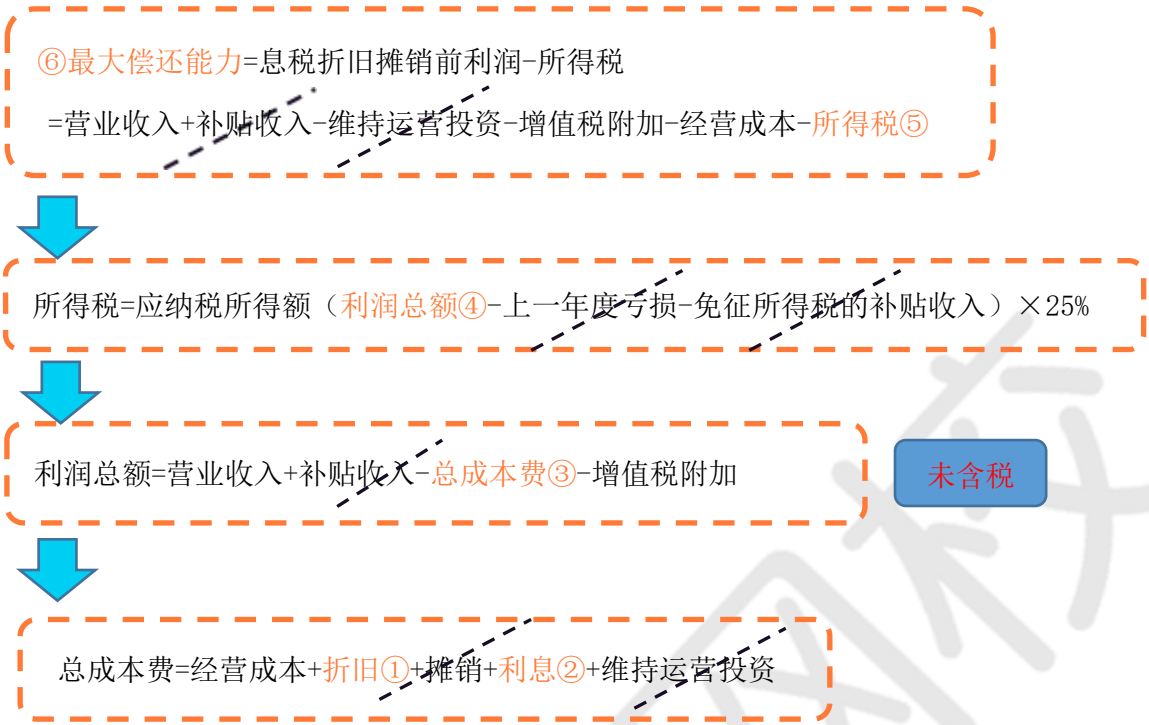 ⑥最大偿还能力=息税折旧摊销前利润-所得税
=营业收入+补贴收入-维持运营投资-增值税附加-经营成本-所得税⑤
所得税=应纳税所得额（利润总额④-上一年度亏损-免征所得税的补贴收入）×25%
利润总额=营业收入+补贴收入-总成本费③-增值税附加
未含税
总成本费=经营成本+折旧①+摊销+利息②+维持运营投资
网校